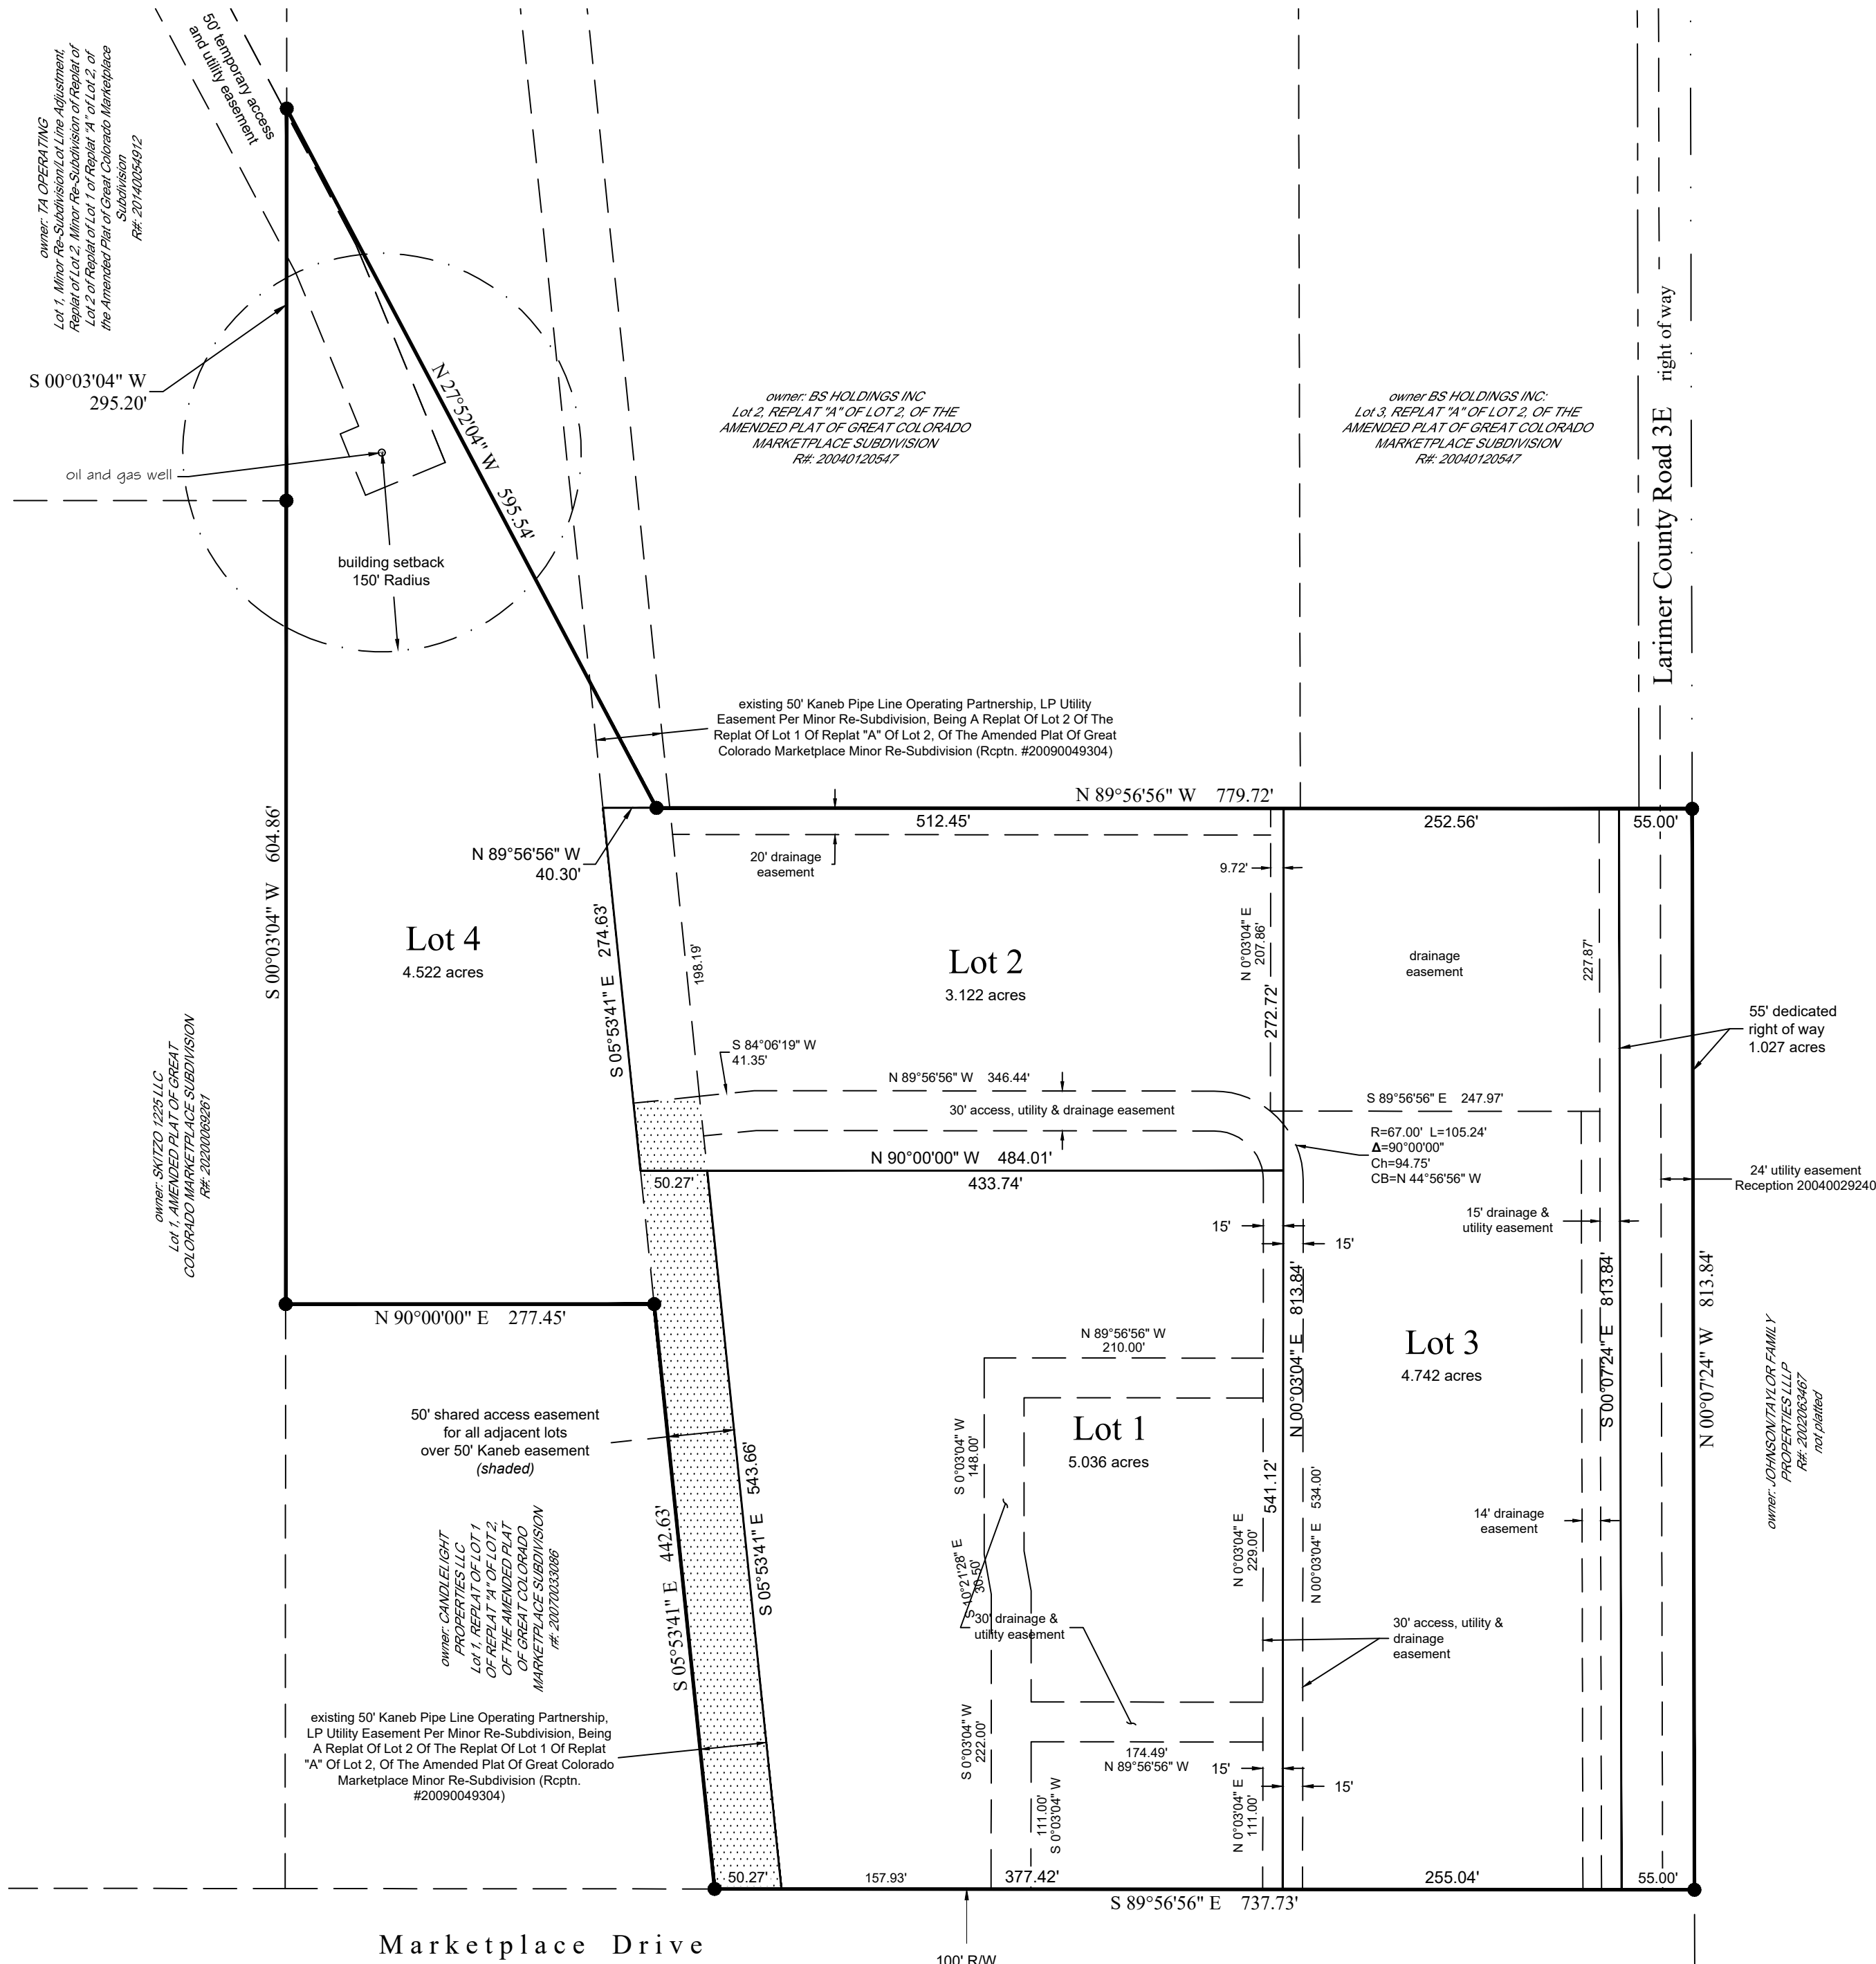 50' temporary access
and utility easement
owner: TA OPERATING
Lot 1, Minor Re-Subdivision/Lot Line Adjustment,
Replat of Lot 2, Minor Re-Subdivision of Replat of
Lot 2 of Replat of Lot 1 of Replat "A" of Lot 2, of
the Amended Plat of Great Colorado Marketplace
Subdivision
R#: 20140054912
S 00°03'04" W
295.20'
N 27°52'04" W 595.54'
oil and gas well
building setback
150' Radius
owner: BS HOLDINGS INC
Lot 2, REPLAT "A" OF LOT 2, OF THE
AMENDED PLAT OF GREAT COLORADO
MARKETPLACE SUBDIVISION
R#: 20040120547
owner BS HOLDINGS INC:
Lot 3, REPLAT "A" OF LOT 2, OF THE
AMENDED PLAT OF GREAT COLORADO
MARKETPLACE SUBDIVISION
R#: 20040120547
Larimer County Road 3E right of way
existing 50' Kaneb Pipe Line Operating Partnership, LP Utility
Easement Per Minor Re-Subdivision, Being A Replat Of Lot 2 Of The
Replat Of Lot 1 Of Replat "A" Of Lot 2, Of The Amended Plat Of Great
Colorado Marketplace Minor Re-Subdivision (Rcptn. #20090049304)
N 89°56'56" W 779.72'
512.45'
252.56'
55.00'
N 89°56'56" W
40.30'
20' drainage
easement
9.72'
S 00°03'04" W 604.86'
Lot 4
4.522 acres
S 05°53'41" E 274.63'
198.19'
Lot 2
3.122 acres
N 0°03'04" E
207.86'
272.72'
drainage
easement
227.87'
55' dedicated
right of way
1.027 acres
S 84°06'19" W
41.35'
N 89°56'56" W 346.44'
30' access, utility & drainage easement
S 89°56'56" E 247.97'
R=67.00' L=105.24'
Δ=90°00'00"
Ch=94.75'
CB=N 44°56'56" W
N 90°00'00" W 484.01'
50.27'
433.74'
24' utility easement
Reception 20040029240
15' drainage &
utility easement
15'
15'
owner: SKITZO 1225 LLC
Lot 1, AMENDED PLAT OF GREAT
COLORADO MARKETPLACE SUBDIVISION
R#: 20200069261
N 90°00'00" E 277.45'
N 00°03'04" E 813.84'
S 00°07'24" E 813.84'
N 00°07'24" W 813.84'
N 89°56'56" W
210.00'
Lot 3
4.742 acres
owner: JOHNSON/TAYLOR FAMILY
PROPERTIES LLLP
R#: 2002063467
not platted
50' shared access easement
for all adjacent lots
over 50' Kaneb easement
(shaded)
S 05°53'41" E 543.66'
S 0°03'04" W
148.00'
Lot 1
5.036 acres
541.12'
N 00°03'04" E 534.00'
14' drainage
easement
owner: CANDLELIGHT
PROPERTIES LLC
Lot 1, REPLAT OF LOT 1
OF REPLAT "A" OF LOT 2,
OF THE AMENDED PLAT
OF GREAT COLORADO
MARKETPLACE SUBDIVISION
r#: 20070033086
S 05°53'41" E 442.63'
S 10°21'28" E
30.50'
N 0°03'04" E
229.00'
30' drainage &
utility easement
30' access, utility &
drainage
easement
existing 50' Kaneb Pipe Line Operating Partnership,
LP Utility Easement Per Minor Re-Subdivision, Being
A Replat Of Lot 2 Of The Replat Of Lot 1 Of Replat
"A" Of Lot 2, Of The Amended Plat Of Great Colorado
Marketplace Minor Re-Subdivision (Rcptn.
#20090049304)
S 0°03'04" W
222.00'
174.49'
N 89°56'56" W
15'
15'
111.00'
S 0°03'04" W
N 0°03'04" E
111.00'
50.27'
157.93'
377.42'
255.04'
55.00'
S 89°56'56" E 737.73'
Marketplace Drive
100' R/W